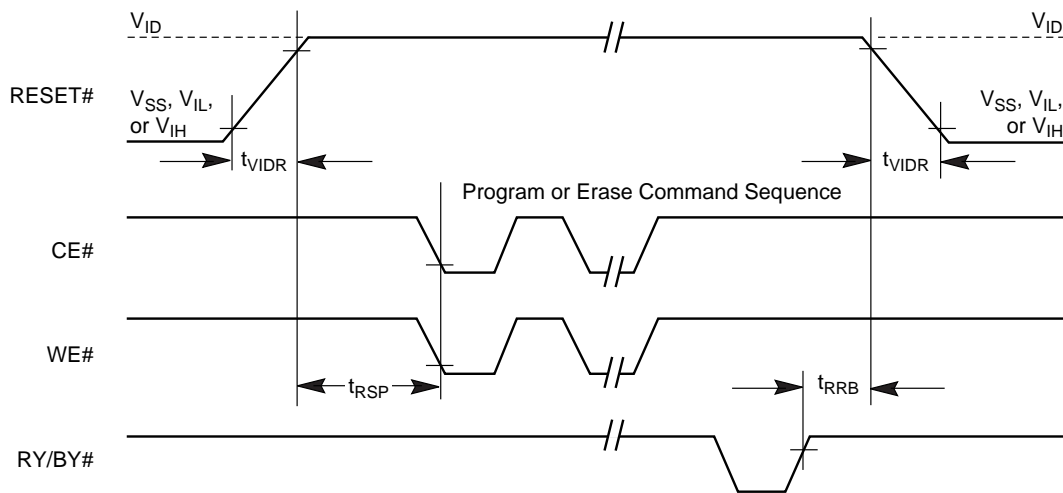 VID
VID
RESET#
VSS, VIL,
or VIH
VSS, VIL,
or VIH
tVIDR
tVIDR
Program or Erase Command Sequence
CE#
WE#
tRSP
tRRB
RY/BY#